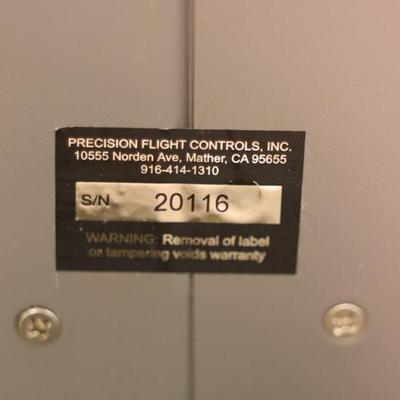 PRECISION FLIGHT CONTROLS, INC.
10555 Norden Ave, Mather, CA 95655
916-414-1310
S/N 20116
WARNING: Removal of label
or tampering voids warranty